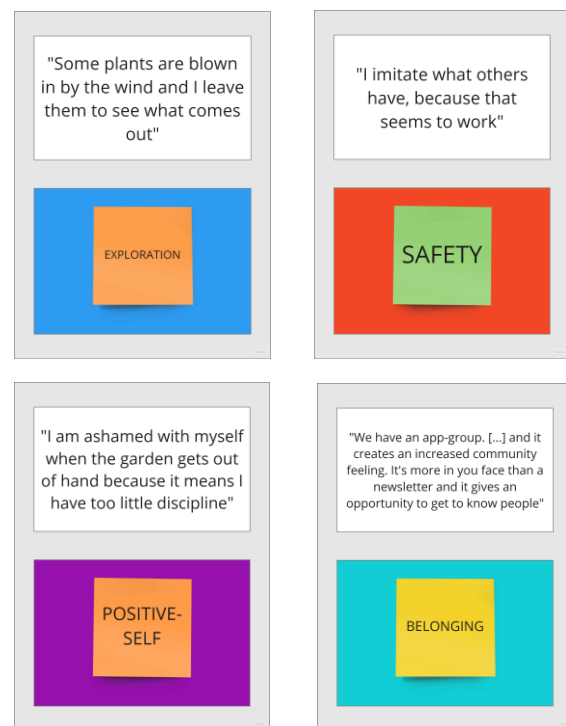 "Some plants are blown
in by the wind and I leave
them to see what comes
out"
EXPLORATION
"I imitate what others
have, because that
seems to work"
SAFETY
"I am ashamed with myself
when the garden gets out
of hand because it means I
have too little discipline"
POSITIVE-
SELF
"We have an app-group. [...] and it
creates an increased community
feeling. It's more in you face than a
newsletter and it gives an
opportunity to get to know people"
BELONGING